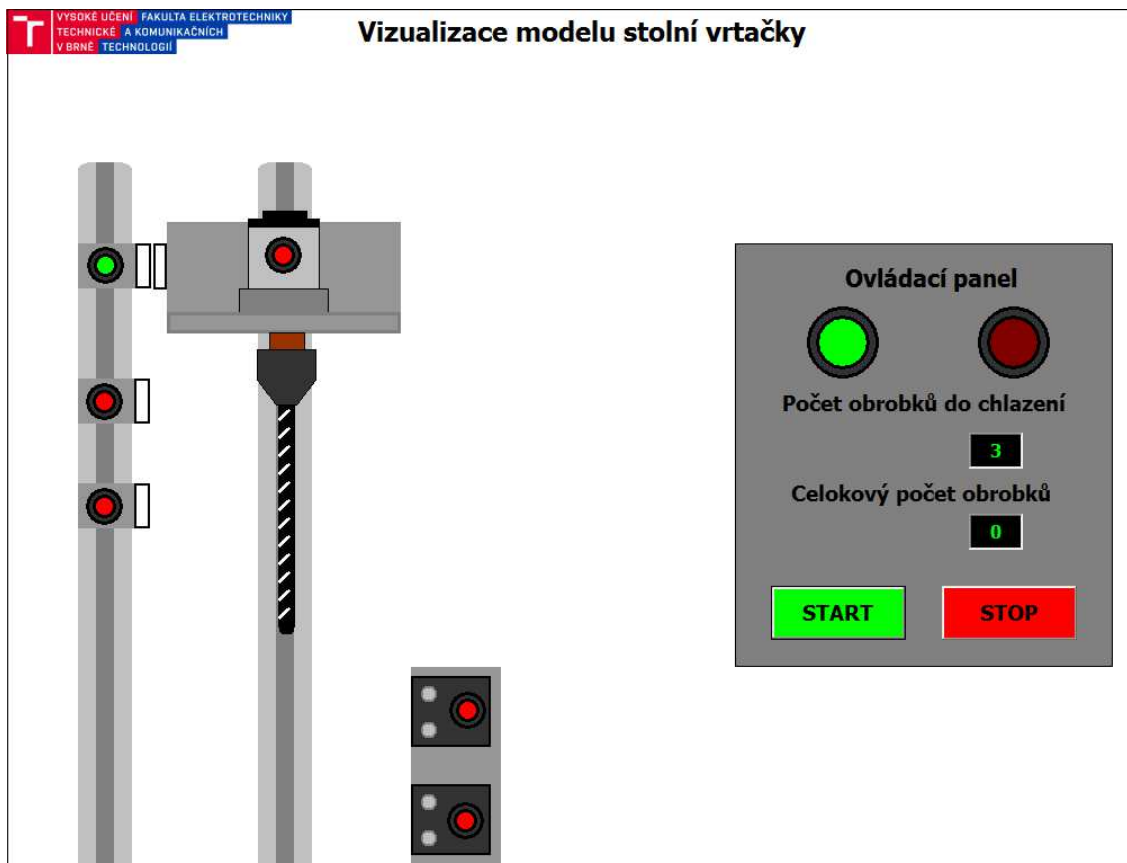 VYSOKÉ UČENÍ FAKULTA ELEKTROTECHNIKY
TECHNICKÉ A KOMUNIKAČNÍCH
V BRNĚ TECHNOLOGIÍ
Vizualizace modelu stolní vrtačky
Ovládací panel
Počet obrobků do chlazení
3
Celokový počet obrobků
0
START STOP